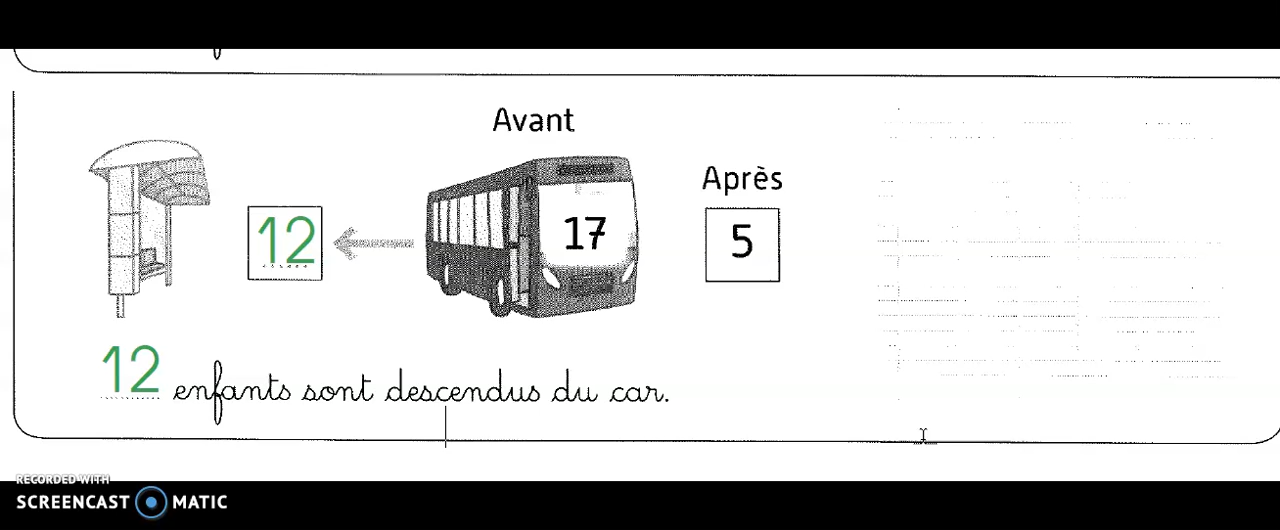 Avant
Après
12
17
5
12 enfants sont descendus du car.
RECORDED WITH
SCREENCAST MATIC